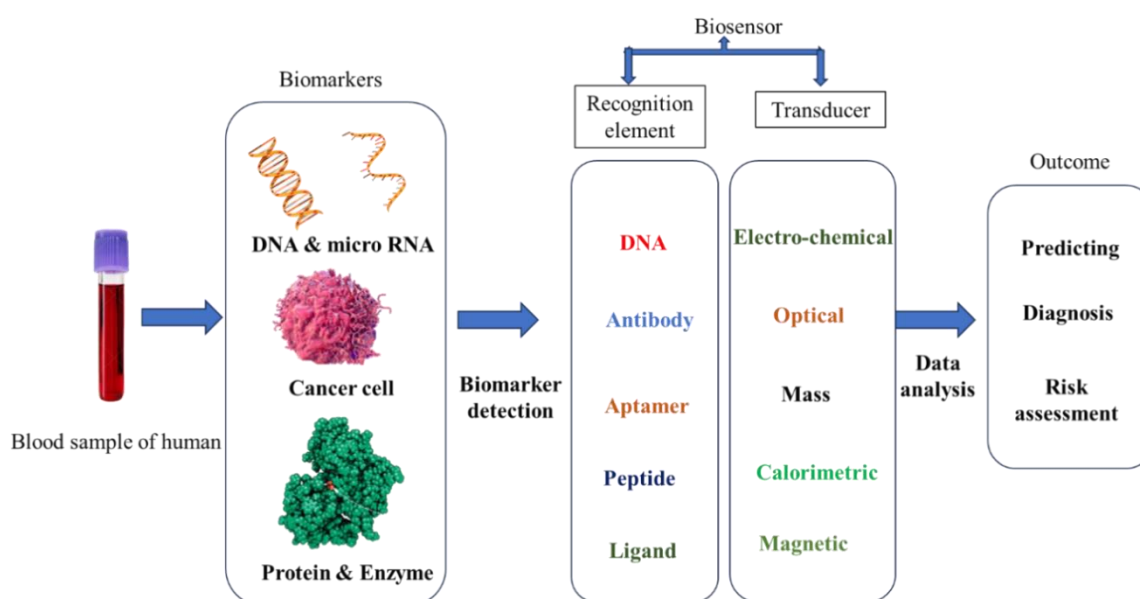 Biosensor
Biomarkers
Recognition
element
Transducer
Outcome
Blood sample of human
DNA & micro RNA
Cancer cell
Protein & Enzyme
Biomarker
detection
DNA
Antibody
Aptamer
Peptide
Ligand
Electro-chemical
Optical
Mass
Calorimetric
Magnetic
Data
analysis
Predicting
Diagnosis
Risk
assessment